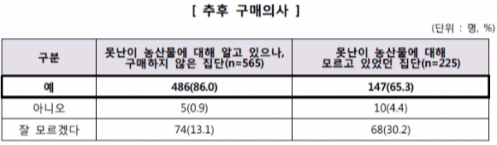 [ 추후 구매의사 ]
(단위 : 명, %)
구분
못난이 농산물에 대해 알고 있으나,
구매하지 않은 집단(n=565)
못난이 농산물에 대해
모르고 있었던 집단(n=225)
예 486(86.0) 147(65.3)
아니오 5(0.9) 10(4.4)
잘 모르겠다 74(13.1) 68(30.2)